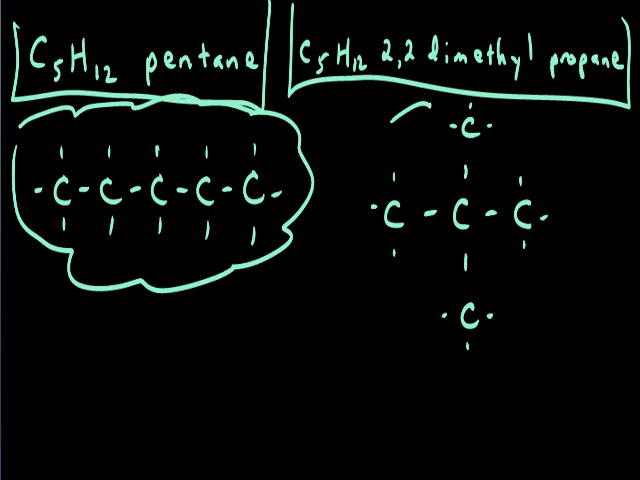 C5H12 pentane
C5H12 2,2 dimethyl propane
C
-C-C-C-C-C-
C - C - C
C